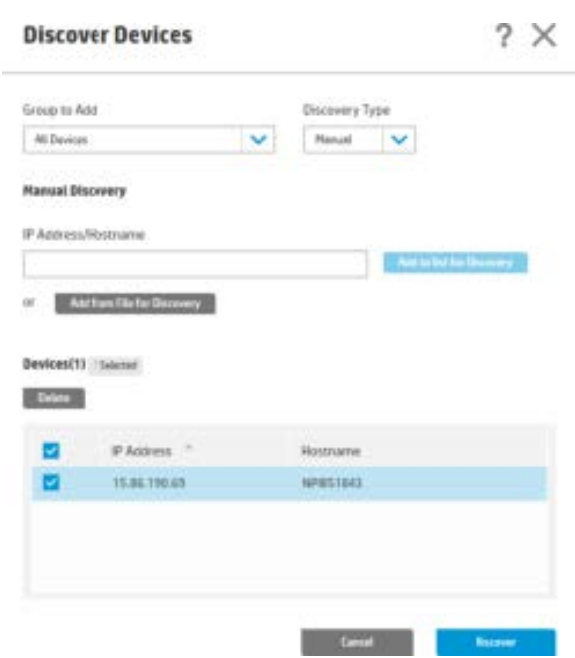 Discover Devices ? X
Group to Add Discovery Type
All Devices Manual
Manual Discovery
IP Address/Hostname
Add to list for Discovery
or Add from File for Discovery
Devices(1) Selected
Delete
IP Address Hostname
15.86.190.69
Cancel Discover